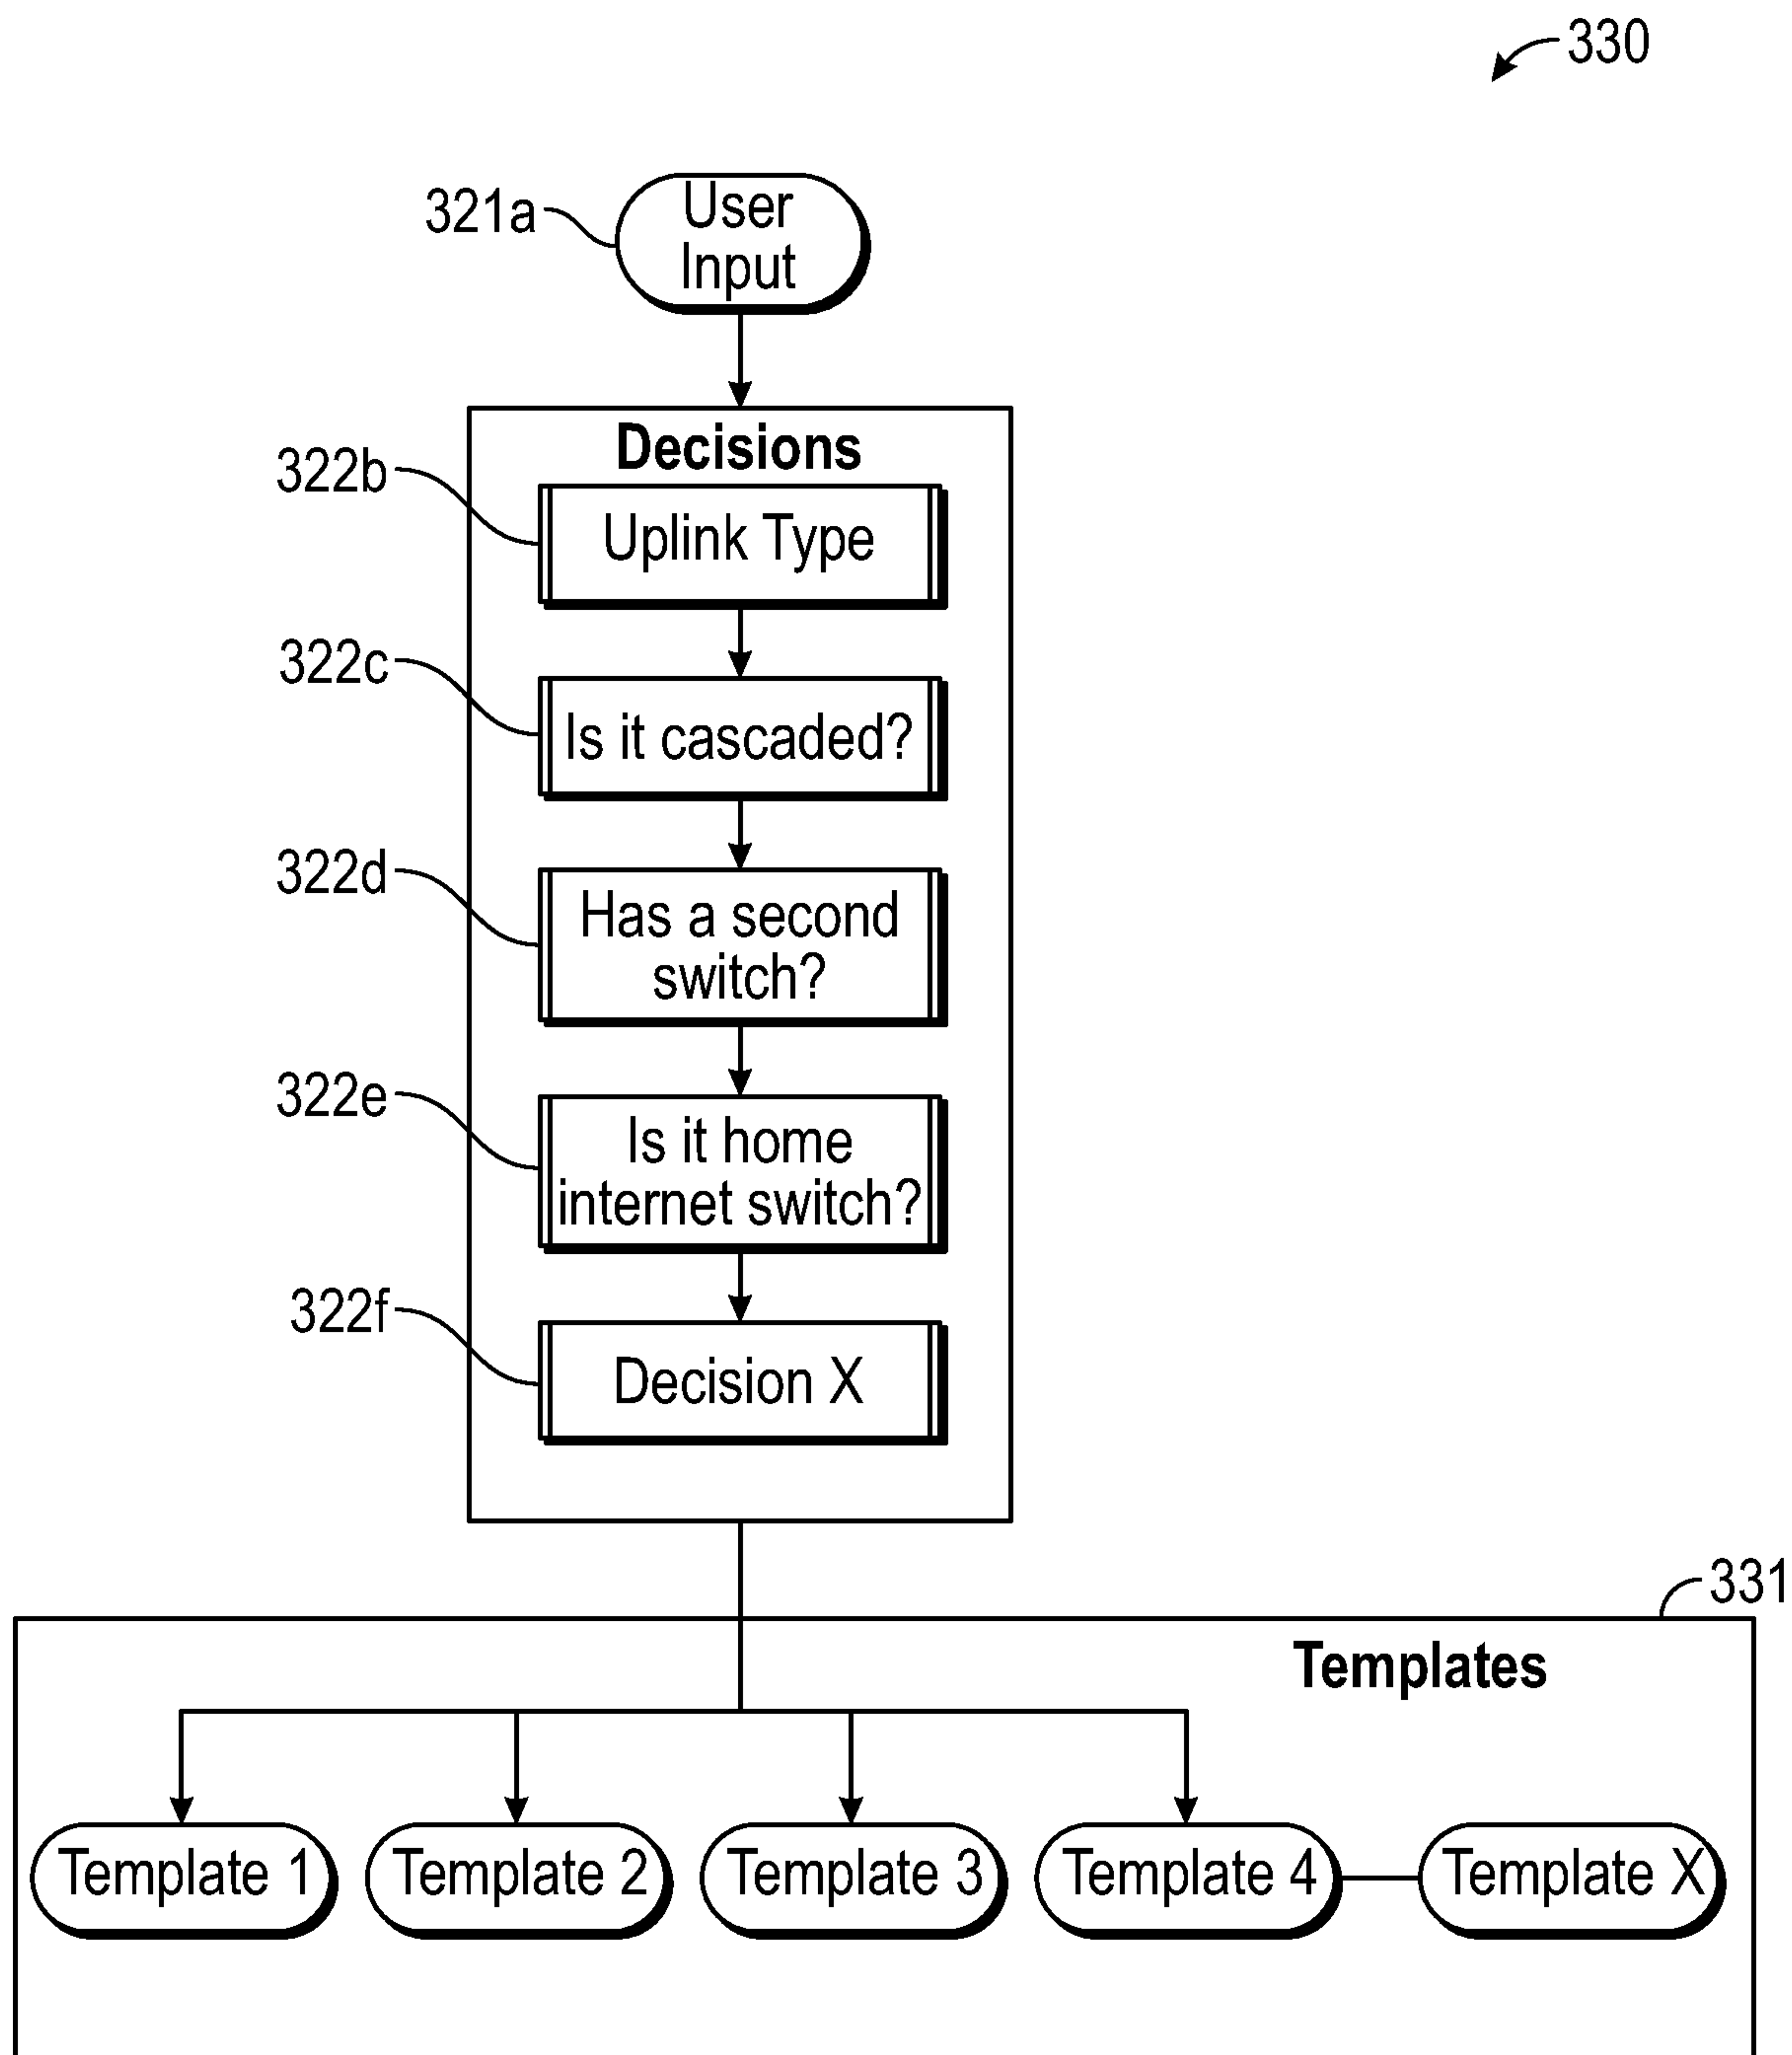 330
321a
User
Input
Decisions
322b
Uplink Type
322c
Is it cascaded?
322d
Has a second
switch?
322e
Is it home
internet switch?
322f
Decision X
331
Templates
Template 1
Template 2
Template 3
Template 4
Template X